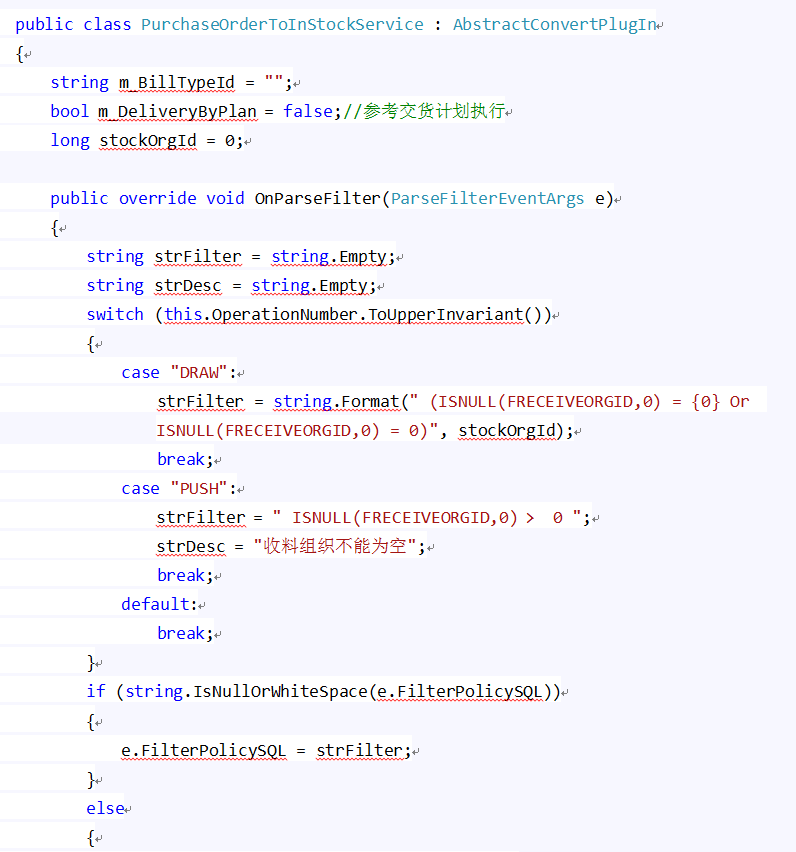 public class PurchaseOrderToInStockService : AbstractConvertPlugIn
{
string m_BillTypeId = "";
bool m_DeliveryByPlan = false;//参考交货计划执行
long stockOrgId = 0;
public override void OnParseFilter(ParseFilterEventArgs e)
{
string strFilter = string.Empty;
string strDesc = string.Empty;
switch (this.OperationNumber.ToUpperInvariant())
{
case "DRAW":
strFilter = string.Format(" (ISNULL(FRECEIVEORGID,0) = {0} Or
ISNULL(FRECEIVEORGID,0) = 0)", stockOrgId);
break;
case "PUSH":
strFilter = " ISNULL(FRECEIVEORGID,0) >  0 ";
strDesc = "收料组织不能为空";
break;
default:
break;
}
if (string.IsNullOrWhiteSpace(e.FilterPolicySQL))
{
e.FilterPolicySQL = strFilter;
}
else
{